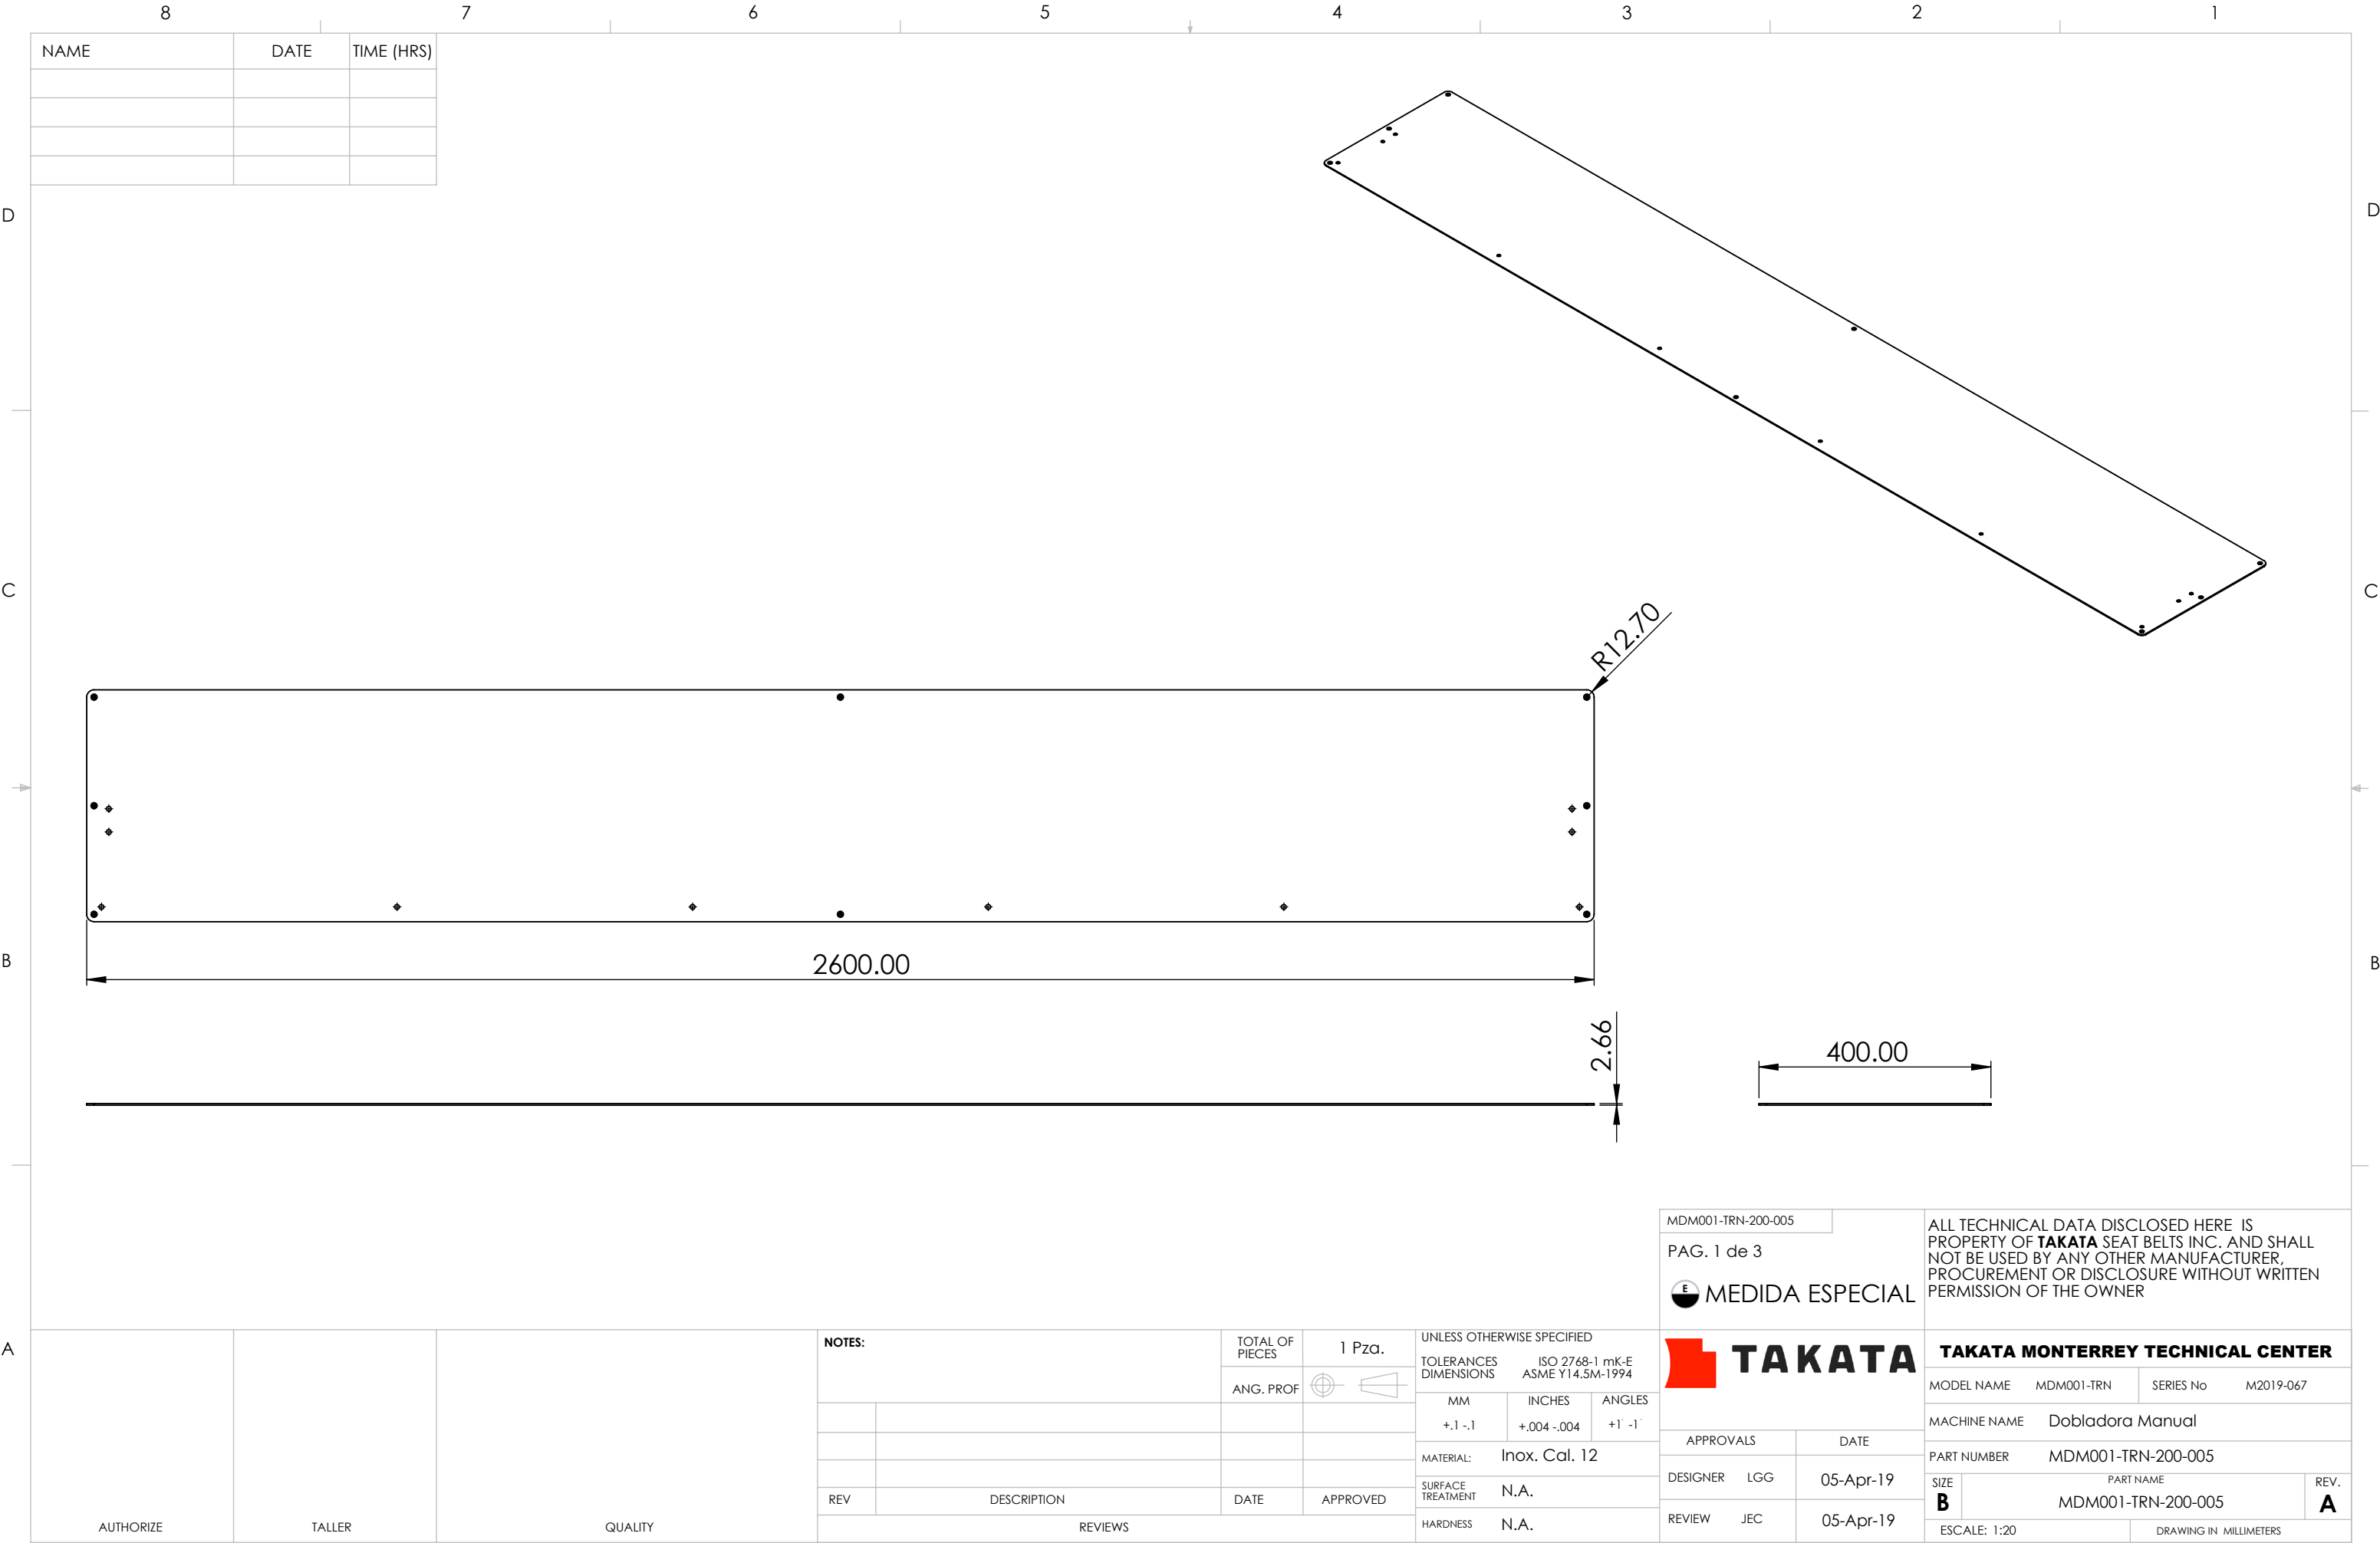 8 7 6 5 4 3 2 1
NAME DATE TIME (HRS)
D D
C C
R12.70
B B
2600.00
2.66
400.00
MDM001-TRN-200-005
PAG. 1 de 3
E MEDIDA ESPECIAL
ALL TECHNICAL DATA DISCLOSED HERE IS
PROPERTY OF TAKATA SEAT BELTS INC. AND SHALL
NOT BE USED BY ANY OTHER MANUFACTURER,
PROCUREMENT OR DISCLOSURE WITHOUT WRITTEN
PERMISSION OF THE OWNER
A
AUTHORIZE TALLER QUALITY
NOTES:
TOTAL OF
PIECES
1 Pza.
ANG. PROF
REV DESCRIPTION DATE APPROVED
REVIEWS
UNLESS OTHERWISE SPECIFIED
TOLERANCES ISO 2768-1 mK-E
DIMENSIONS ASME Y14.5M-1994
MM INCHES ANGLES
+.1 -.1 +.004 -.004 +1° -1°
MATERIAL: Inox. Cal. 12
SURFACE
TREATMENT N.A.
HARDNESS N.A.
TAKATA
APPROVALS DATE
DESIGNER LGG 05-Apr-19
REVIEW JEC 05-Apr-19
TAKATA MONTERREY TECHNICAL CENTER
MODEL NAME MDM001-TRN SERIES No M2019-067
MACHINE NAME Dobladora Manual
PART NUMBER MDM001-TRN-200-005
SIZE PART NAME REV.
B MDM001-TRN-200-005 A
ESCALE: 1:20 DRAWING IN MILLIMETERS